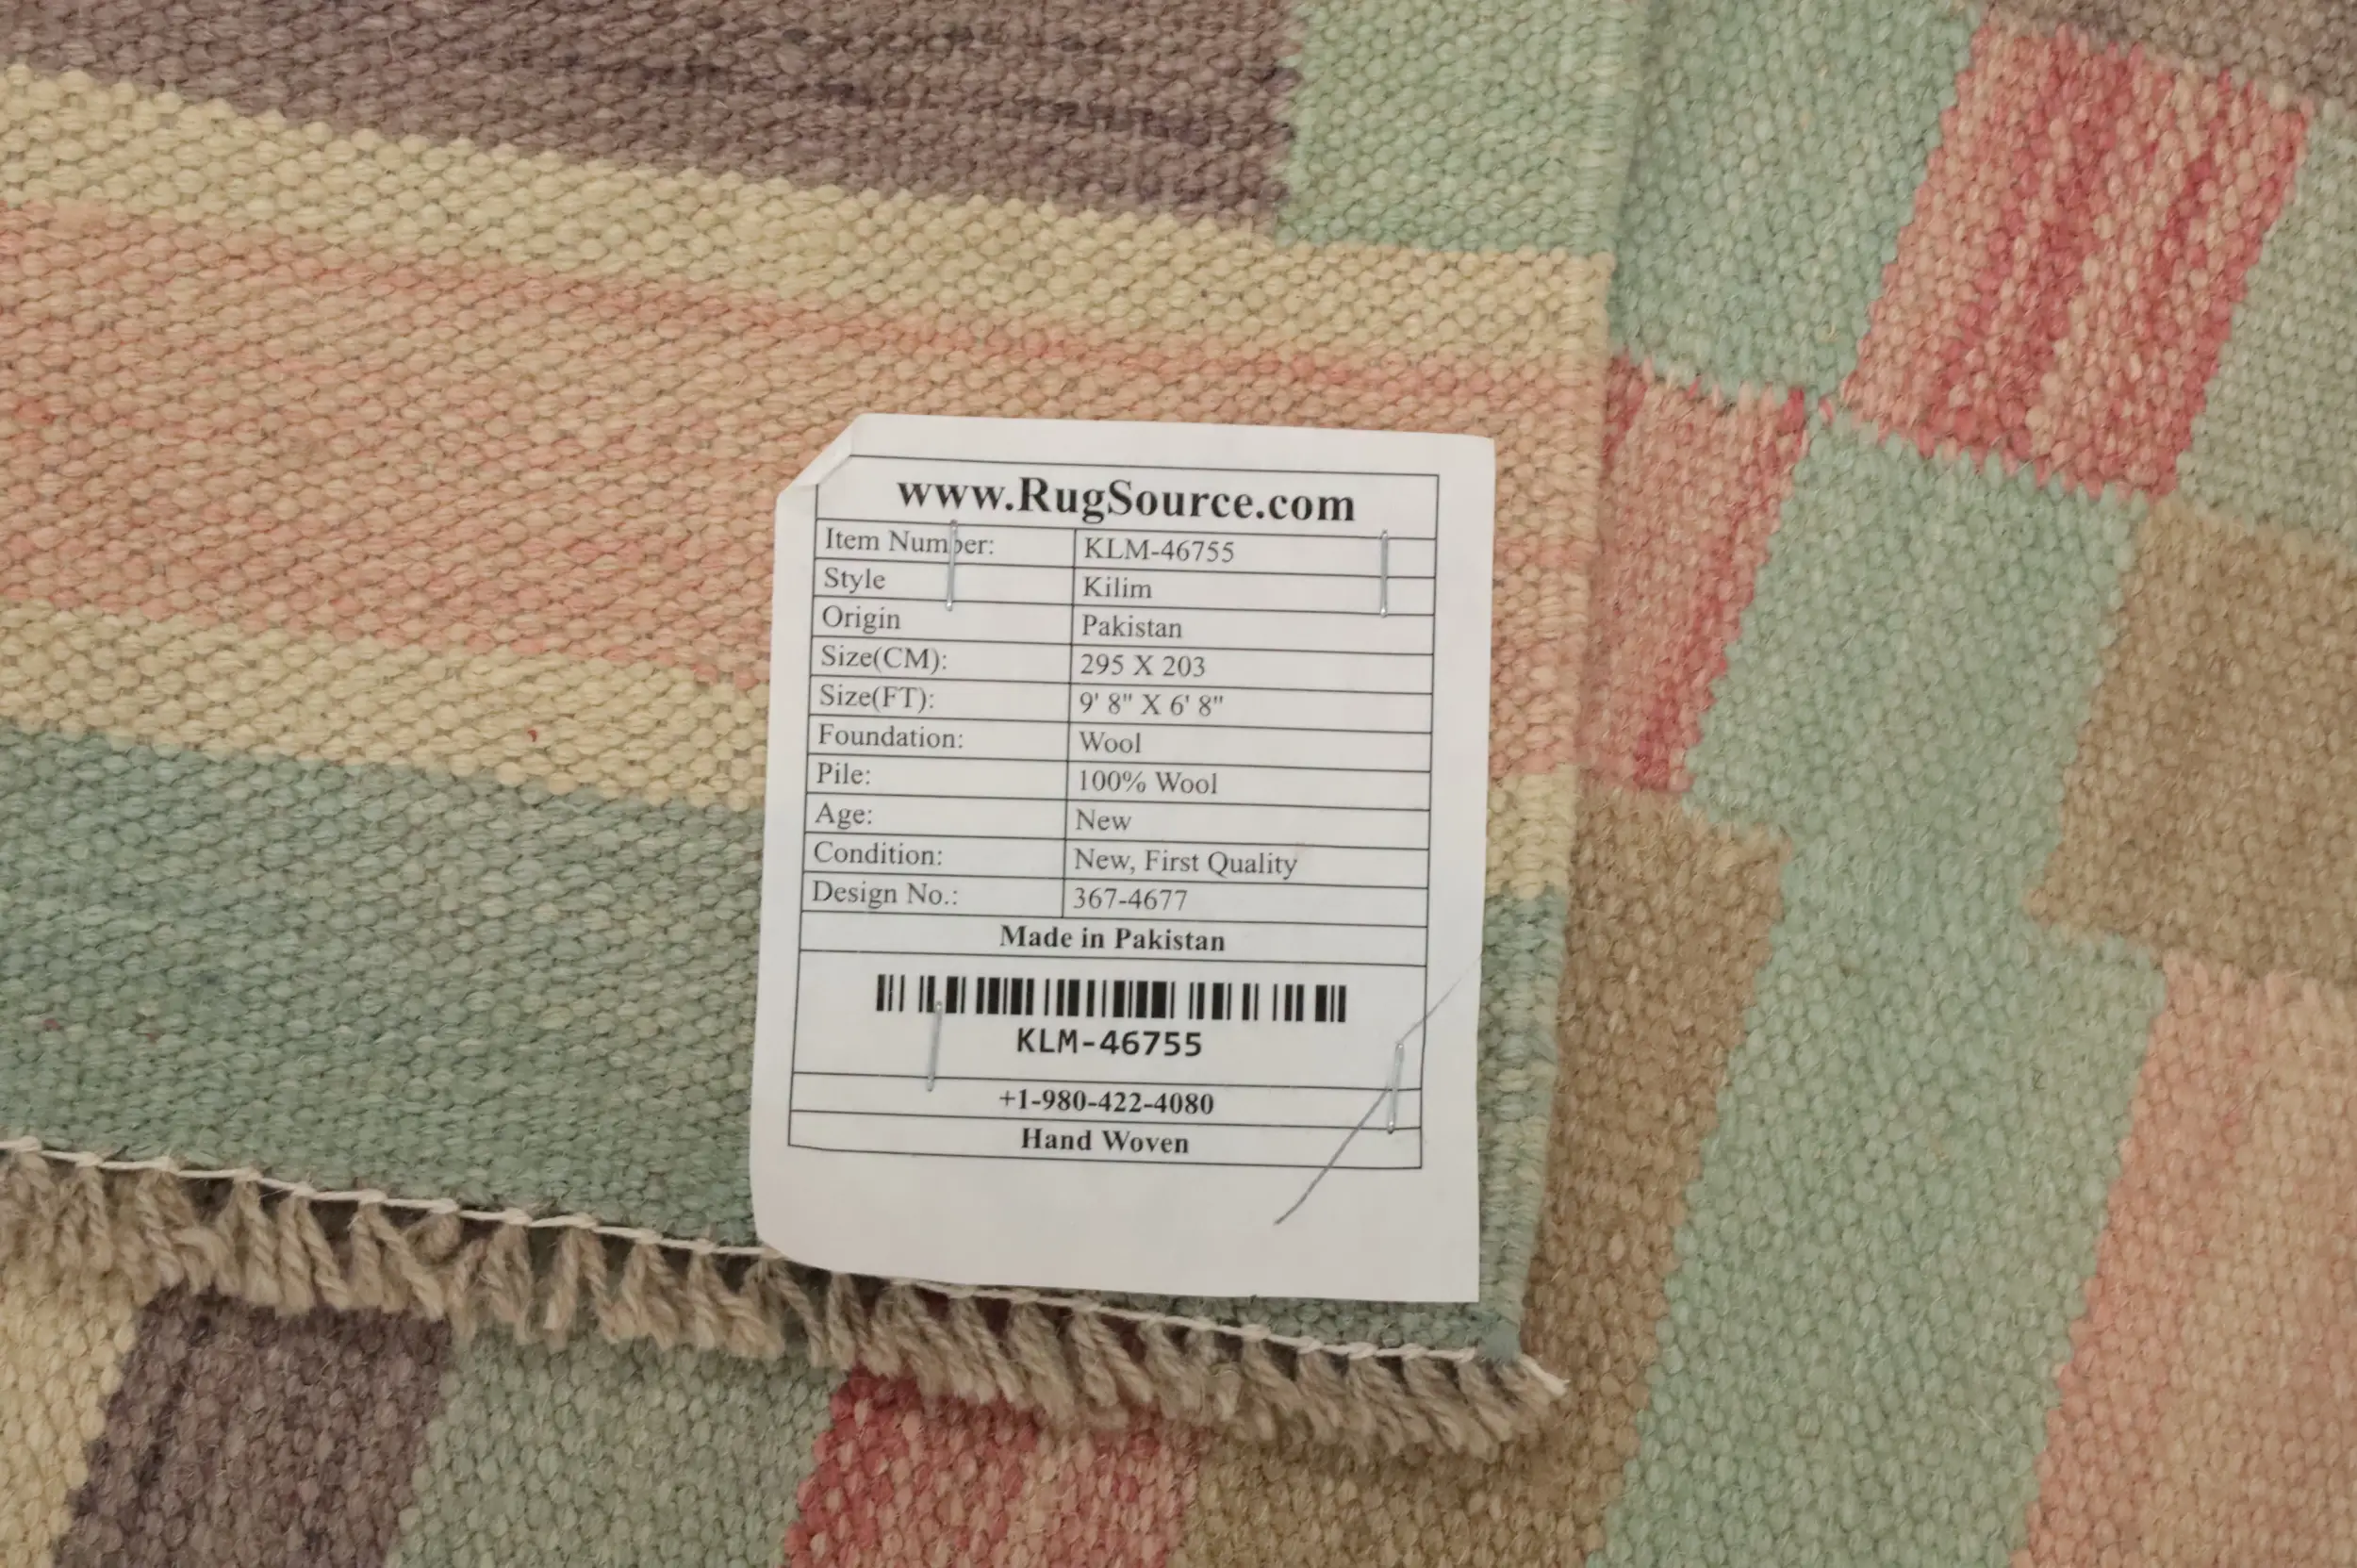 www.RugSource.com
Item Number: KLM-46755
Style Kilim
Origin Pakistan
Size(CM): 295 X 203
Size(FT): 9' 8" X 6' 8"
Foundation: Wool
Pile: 100% Wool
Age: New
Condition: New, First Quality
Design No.: 367-4677
Made in Pakistan
KLM-46755
+1-980-422-4080
Hand Woven